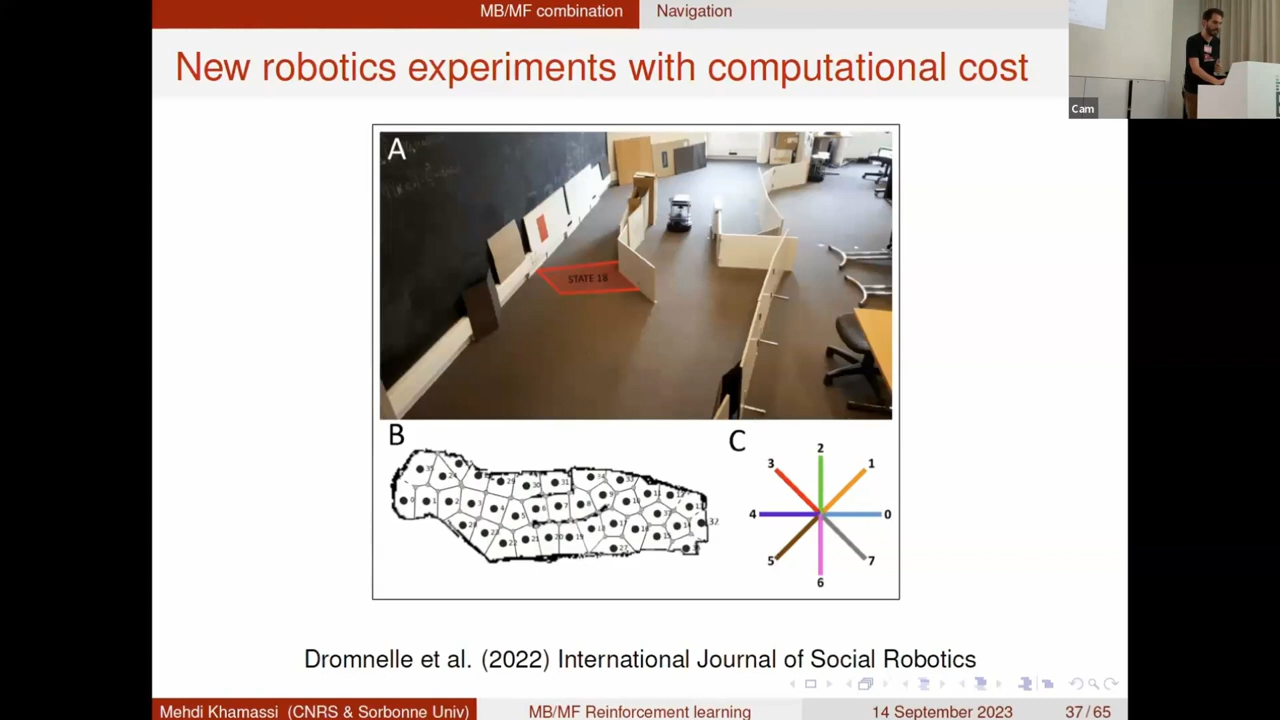 MB/MF combination Navigation
New robotics experiments with computational cost
Cam
A
STATE 18
B
C
2
3 1
4 0
5 7
6
Dromnelle et al. (2022) International Journal of Social Robotics
Mehdi Khamassi (CNRS & Sorbonne Univ) MB/MF Reinforcement learning 14 September 2023 37/65